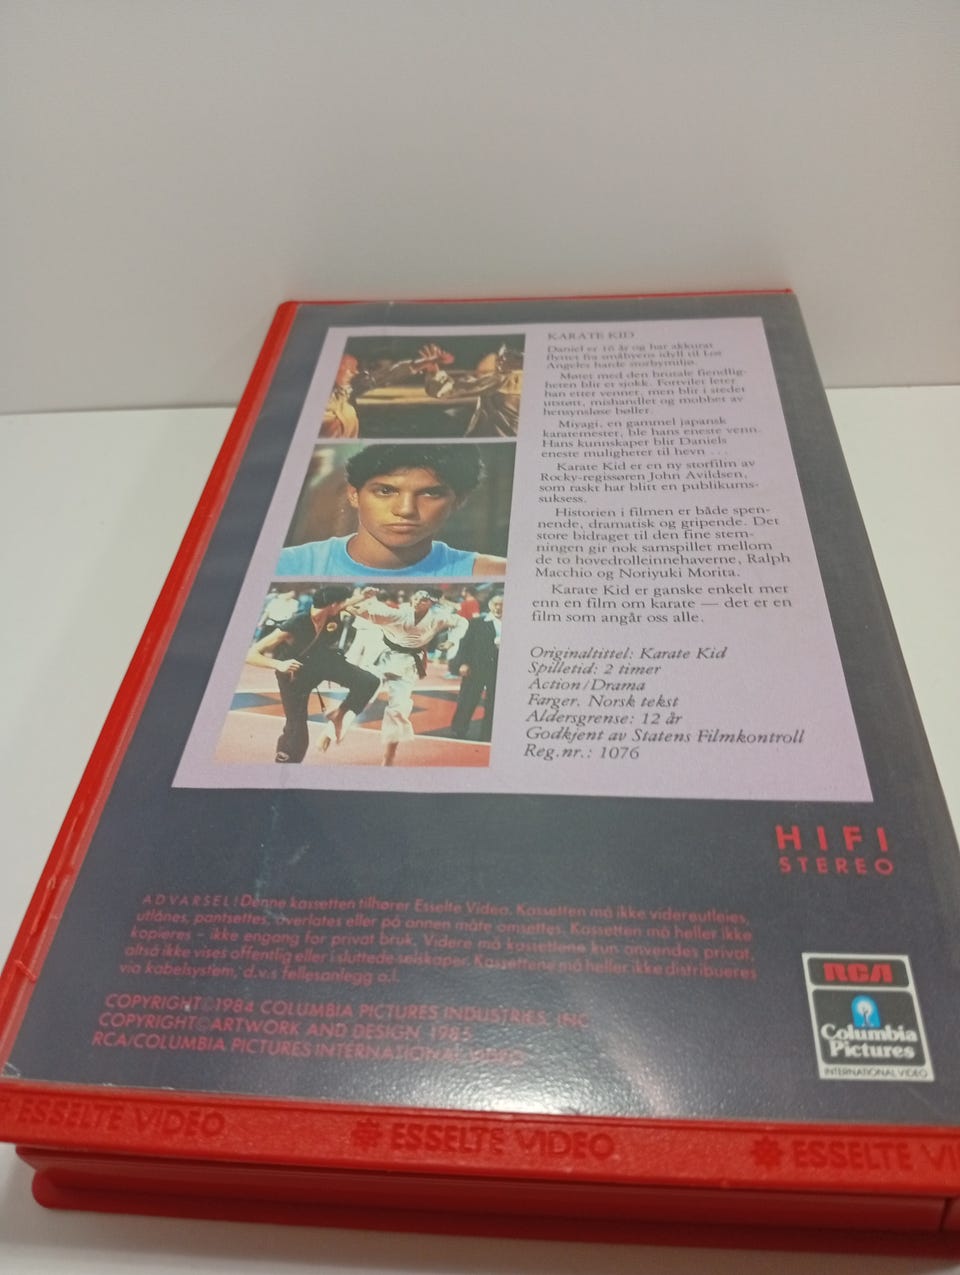 KARATE KID
Daniel er 16 år og har akkurat
flyttet fra småbyens idyll til Los
Angeles harde storbymiljø.
Møtet med den brutale fiendlig-
heten blir et sjokk. Fortvilet leter
han etter venner, men blir i stedet
utstøtt, mishandlet og mobbet av
hensynsløse bøller.
Miyagi, en gammel japansk
karatemester, ble hans eneste venn.
Hans kunnskaper blir Daniels
eneste muligheter til hevn ...
Karate Kid er en ny storfilm av
Rocky-regissøren John Avildsen,
som raskt har blitt en publikums-
suksess.
Historien i filmen er både spen-
nende, dramatisk og gripende. Det
store bidraget til den fine stem-
ningen gir nok samspillet mellom
de to hovedrolleinnehaverne, Ralph
Macchio og Noriyuki Morita.
Karate Kid er ganske enkelt mer
enn en film om karate — det er en
film som angår oss alle.
Originaltittel: Karate Kid
Spilletid: 2 timer
Action/Drama
Farger. Norsk tekst
Aldersgrense: 12 år
Godkjent av Statens Filmkontroll
Reg.nr.: 1076
HIFI
STEREO
ADVARSEL! Denne kassetten tilhører Esselte Video. Kassetten må ikke videreutleies,
utlånes, pantsettes, overlates eller på annen måte omsettes. Kassetten må heller ikke
kopieres – ikke engang for privat bruk. Videre må kassettene kun anvendes privat,
altså ikke vises offentlig eller i sluttede selskaper. Kassettene må heller ikke distribueres
via kabelsystem, d.v.s fellesanlegg o.l.
COPYRIGHT © 1984 COLUMBIA PICTURES INDUSTRIES, INC
COPYRIGHT © ARTWORK AND DESIGN 1985
RCA/COLUMBIA PICTURES INTERNATIONAL VIDEO
RCA
Columbia
Pictures
INTERNATIONAL VIDEO
ESSELTE VIDEO
ESSELTE VIDEO
ESSELTE VI